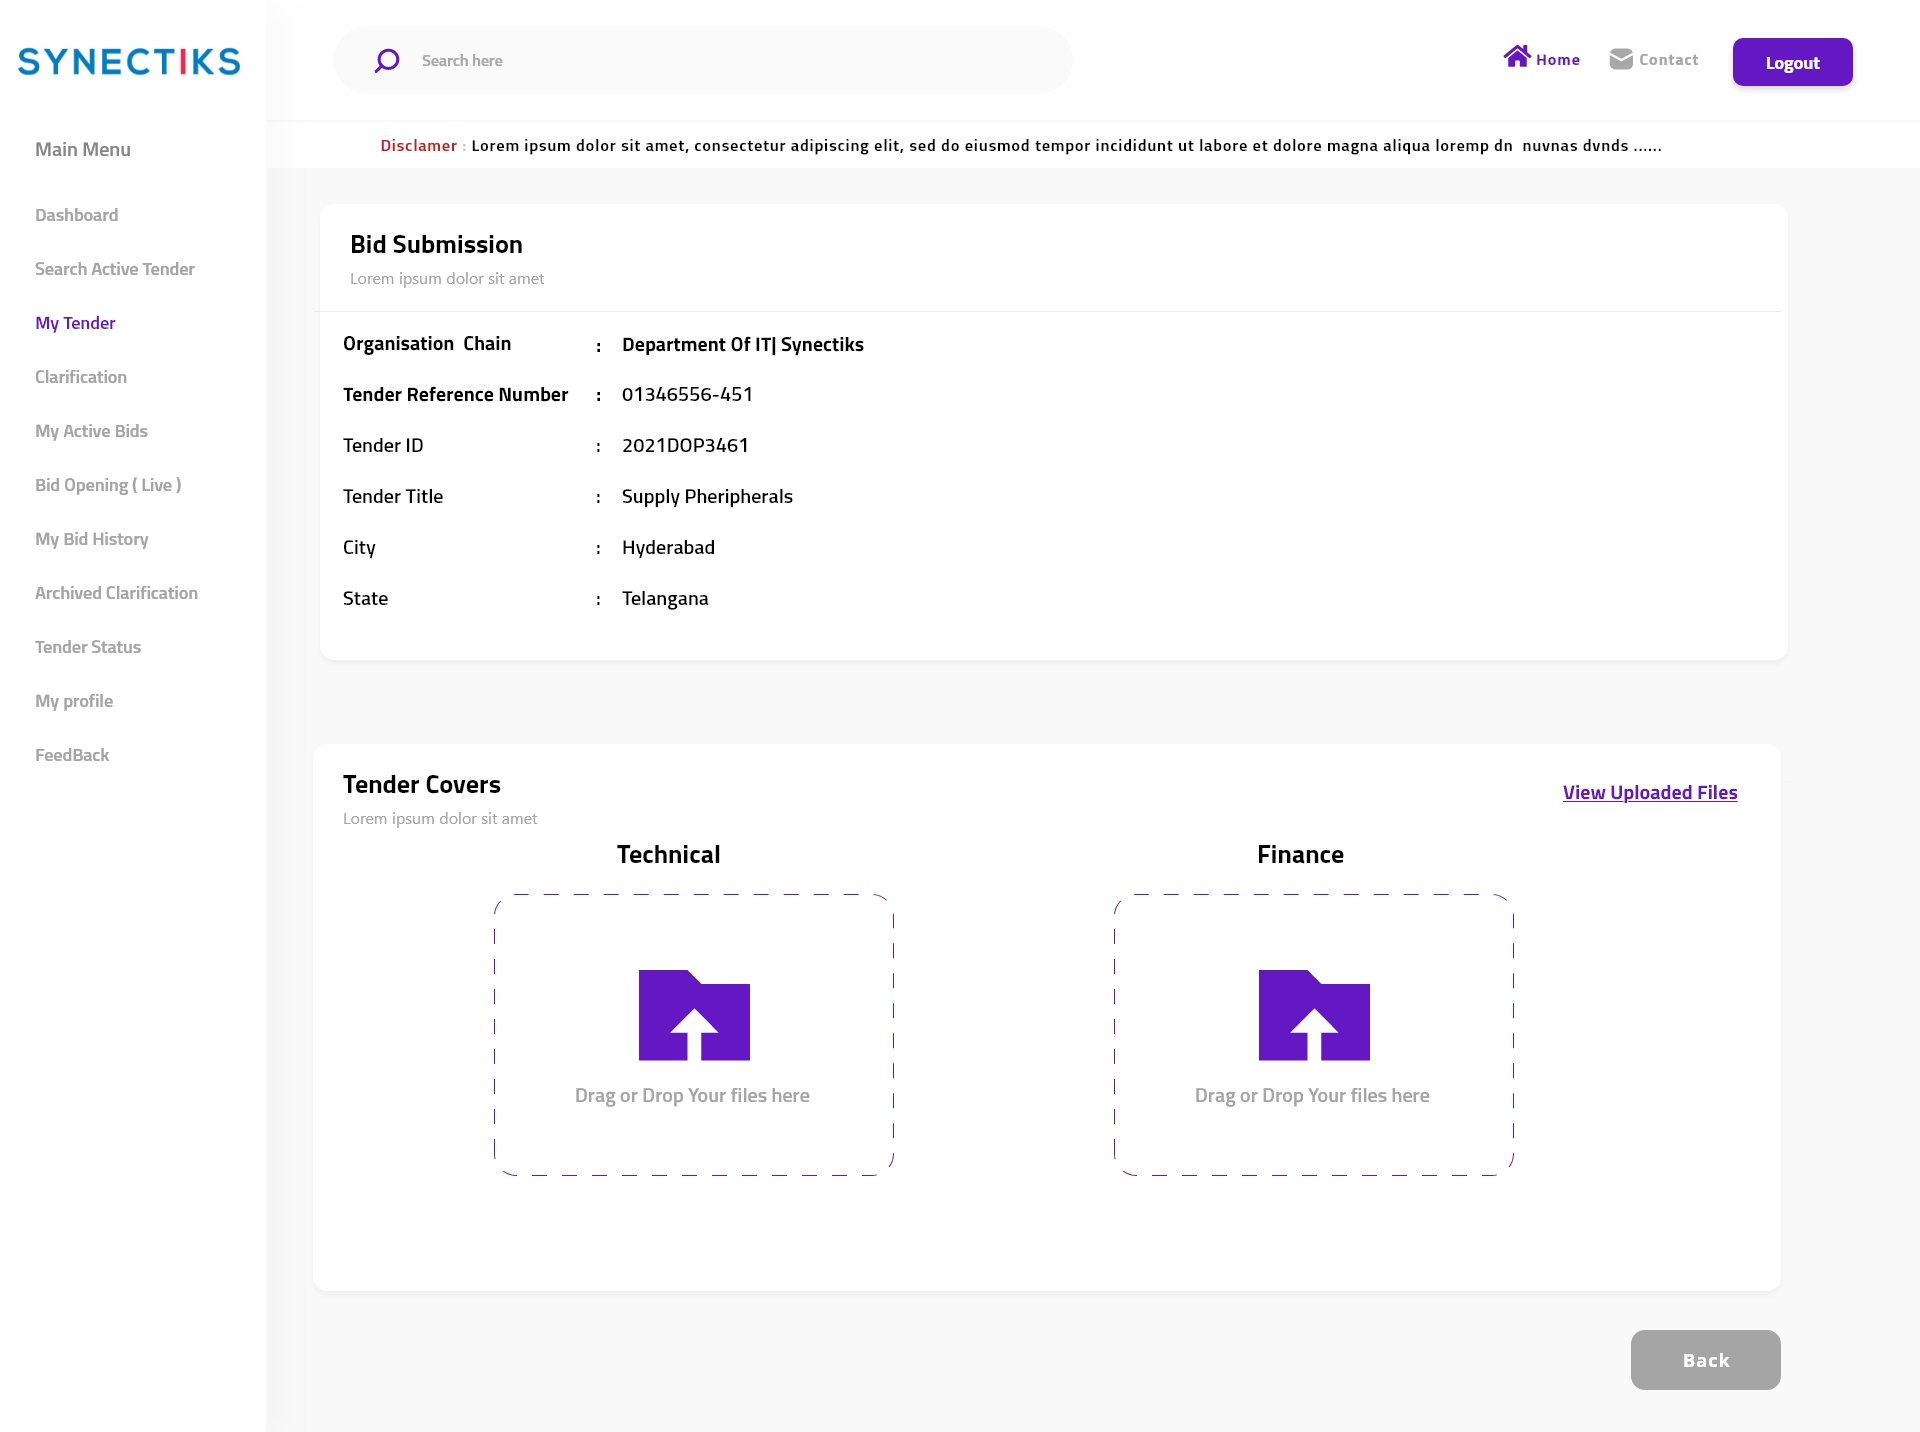 SYNECTIKS
Search here
Home
Contact
Logout
Disclamer : Lorem ipsum dolor sit amet, consectetur adipiscing elit, sed do eiusmod tempor incididunt ut labore et dolore magna aliqua loremp dn  nuvnas dvnds ......
Main Menu
Dashboard
Search Active Tender
My Tender
Clarification
My Active Bids
Bid Opening ( Live )
My Bid History
Archived Clarification
Tender Status
My profile
FeedBack
Bid Submission
Lorem ipsum dolor sit amet
Organisation  Chain : Department Of IT| Synectiks
Tender Reference Number : 01346556-451
Tender ID : 2021DOP3461
Tender Title : Supply Pheripherals
City : Hyderabad
State : Telangana
Tender Covers
View Uploaded Files
Lorem ipsum dolor sit amet
Technical
Drag or Drop Your files here
Finance
Drag or Drop Your files here
Back